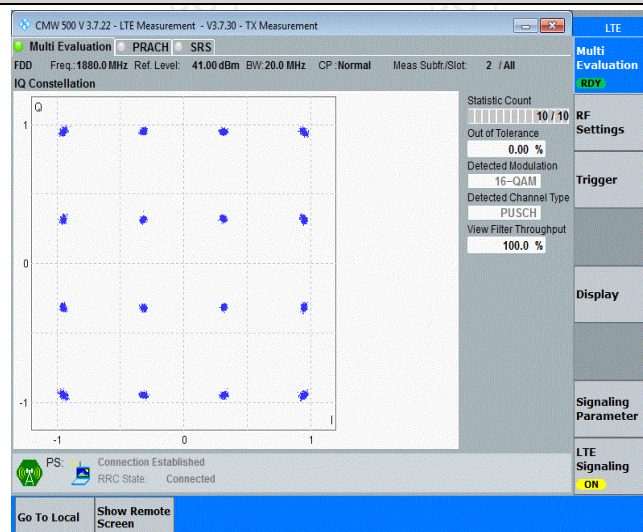 CMW 500 V 3.7.22 - LTE Measurement - V3.7.30 - TX Measurement
LTE
Multi Evaluation PRACH SRS
Multi
Evaluation
RDY
FDD Freq.:1880.0 MHz Ref. Level: 41.00 dBm BW:20.0 MHz CP :Normal Meas Subfr./Slot: 2 / All
IQ Constellation
Statistic Count
10 / 10
Out of Tolerance
0.00 %
Detected Modulation
16-QAM
Detected Channel Type
PUSCH
View Filter Throughput
100.0 %
Q
1
0
-1
I
-1 0 1
RF
Settings
Trigger
Display
Signaling
Parameter
LTE
Signaling
ON
PS: Connection Established
RRC State: Connected
Go To Local
Show Remote
Screen